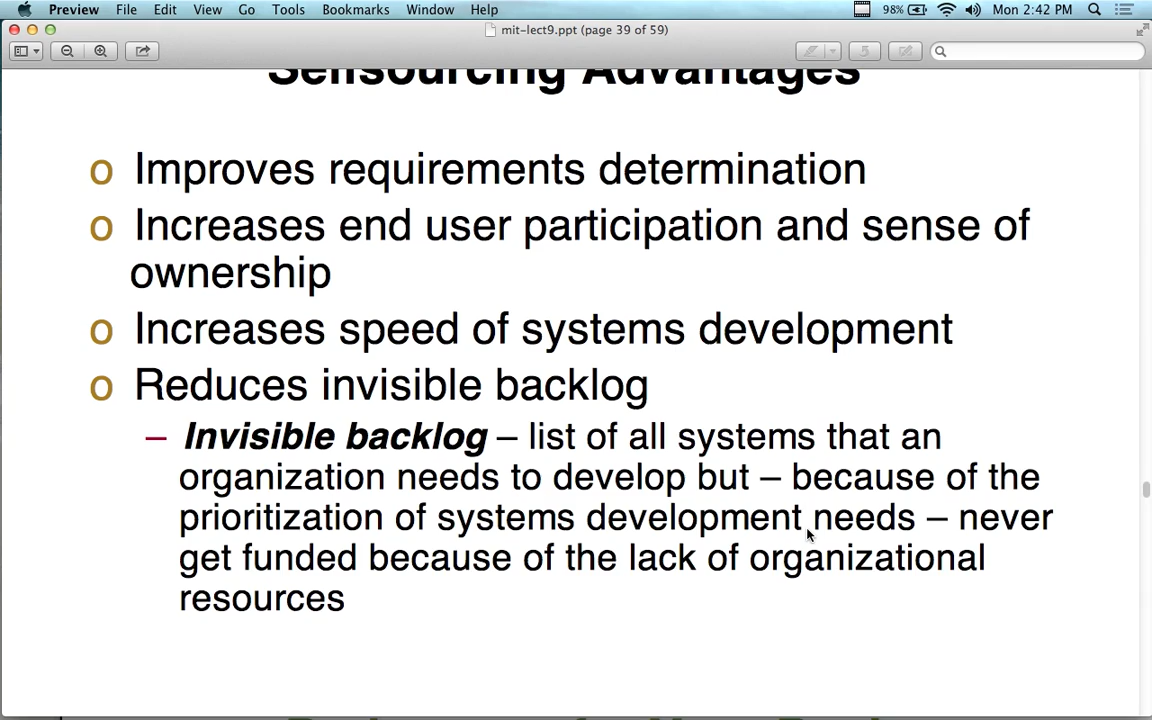 Preview File Edit View Go Tools Bookmarks Window Help 98% Mon 2:42 PM
mit-lect9.ppt (page 39 of 59)
Advantages
o Improves requirements determination
o Increases end user participation and sense of
ownership
o Increases speed of systems development
o Reduces invisible backlog
– Invisible backlog – list of all systems that an
organization needs to develop but – because of the
prioritization of systems development needs – never
get funded because of the lack of organizational
resources